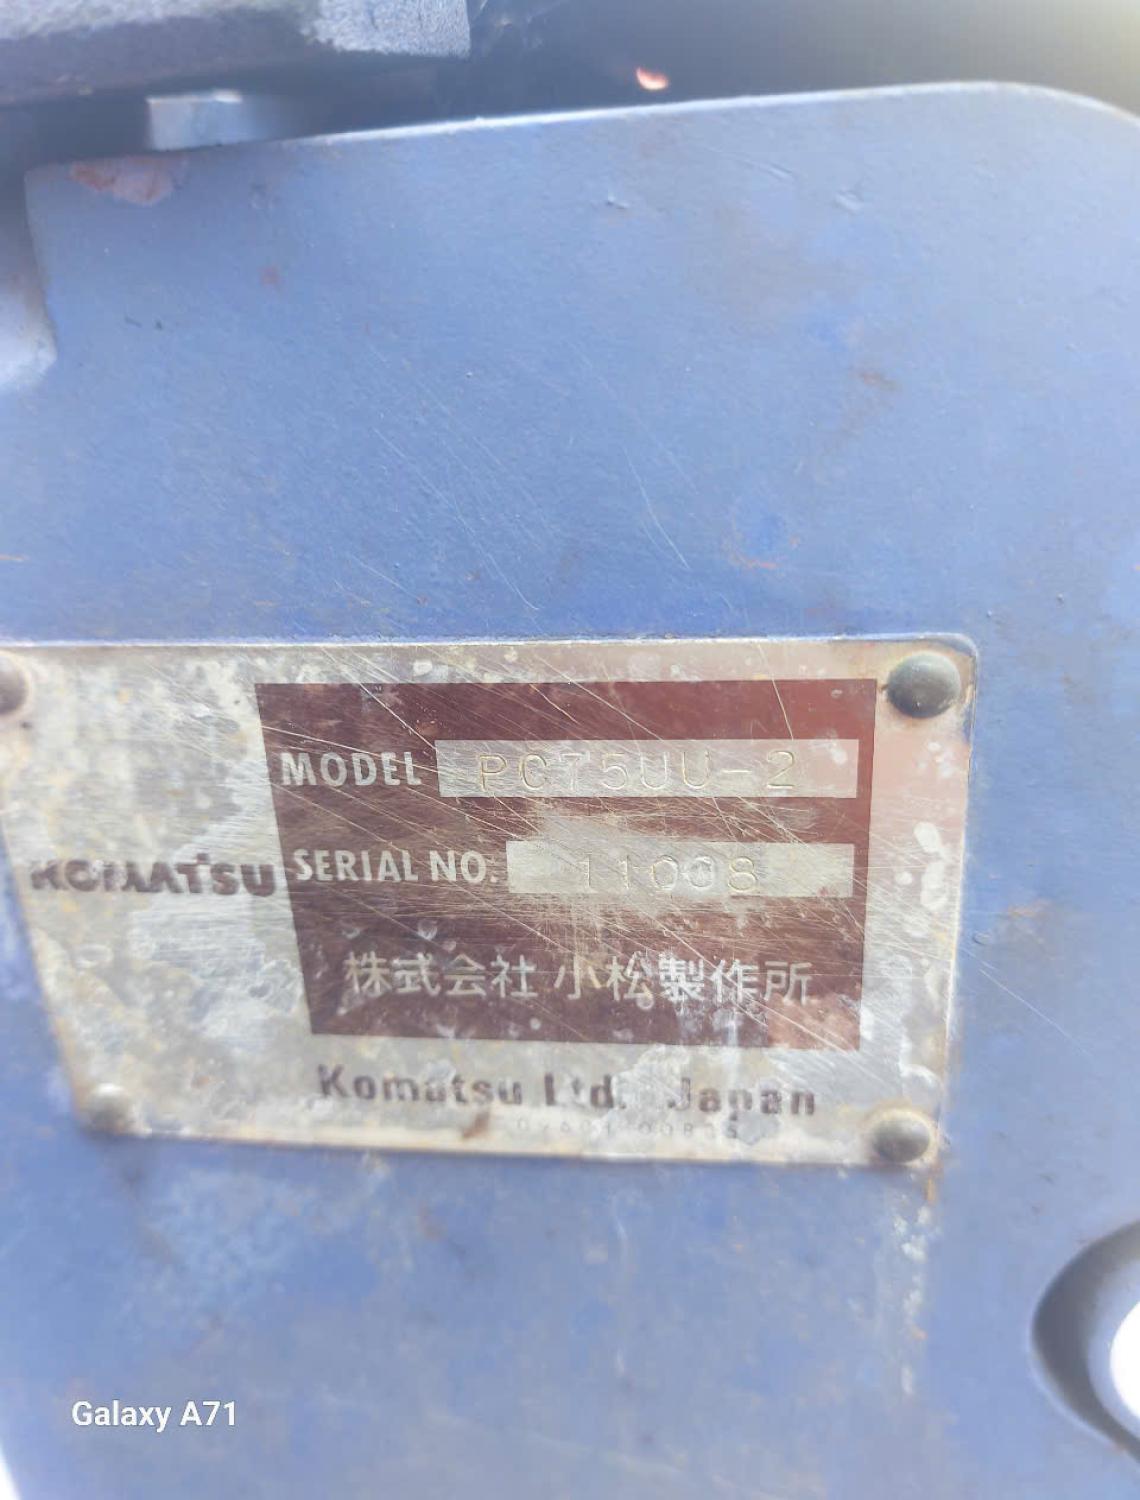 MODEL PC75UU-2
KOMATSU
SERIAL NO. 11008
株式会社 小松製作所
Komatsu Ltd. Japan
Galaxy A71